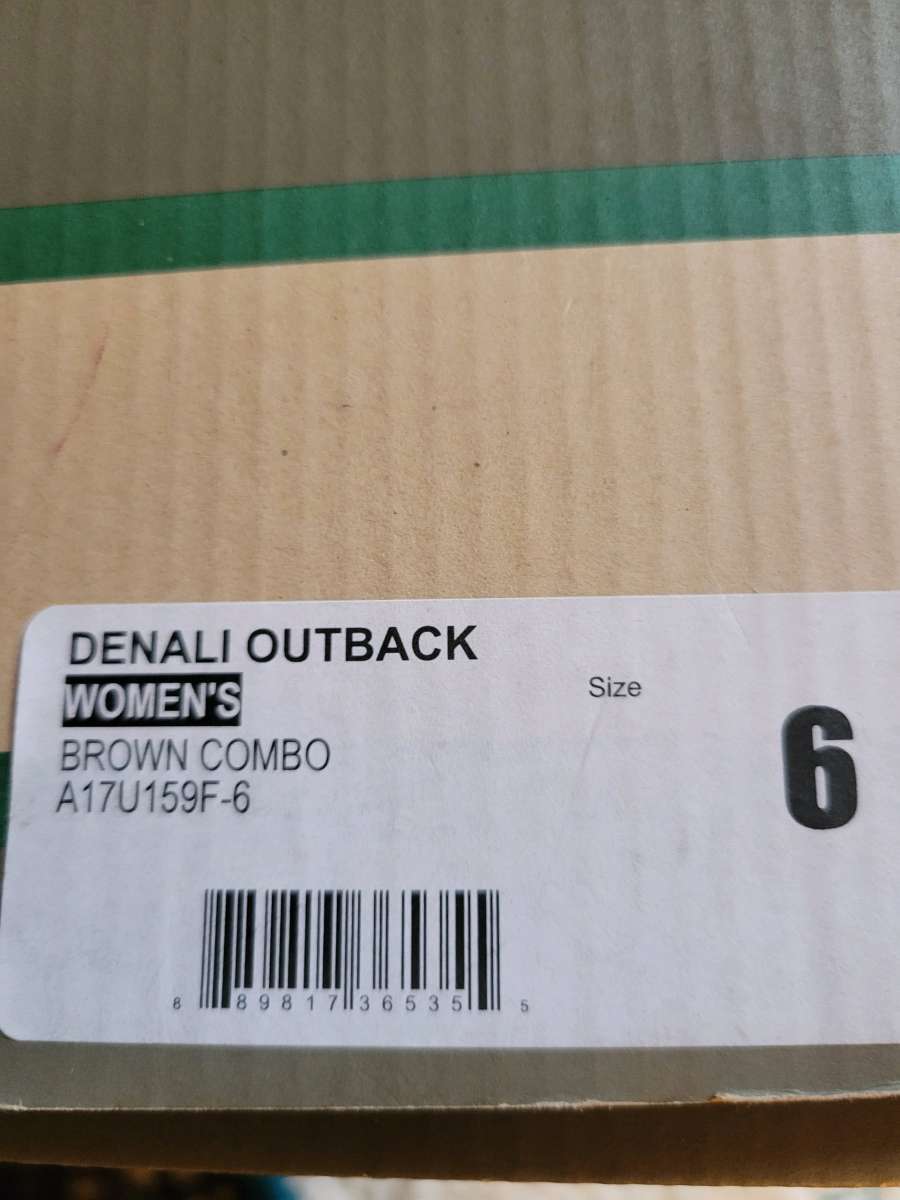 DENALI OUTBACK
WOMEN'S
Size
6
BROWN COMBO
A17U159F-6
8 89817 36535 5